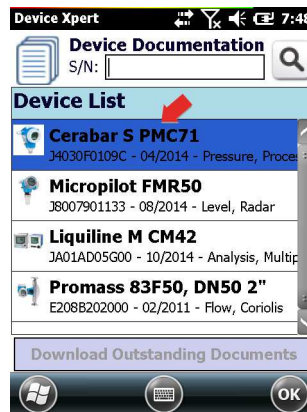 Device Xpert 7:48
Device Documentation
S/N:
Device List
Cerabar S PMC71
J4030F0109C - 04/2014 - Pressure, Proces
Micropilot FMR50
J8007901133 - 08/2014 - Level, Radar
Liquiline M CM42
JA01AD05G00 - 10/2014 - Analysis, Multip
Promass 83F50, DN50 2"
E208B202000 - 02/2011 - Flow, Coriolis
Download Outstanding Documents
OK